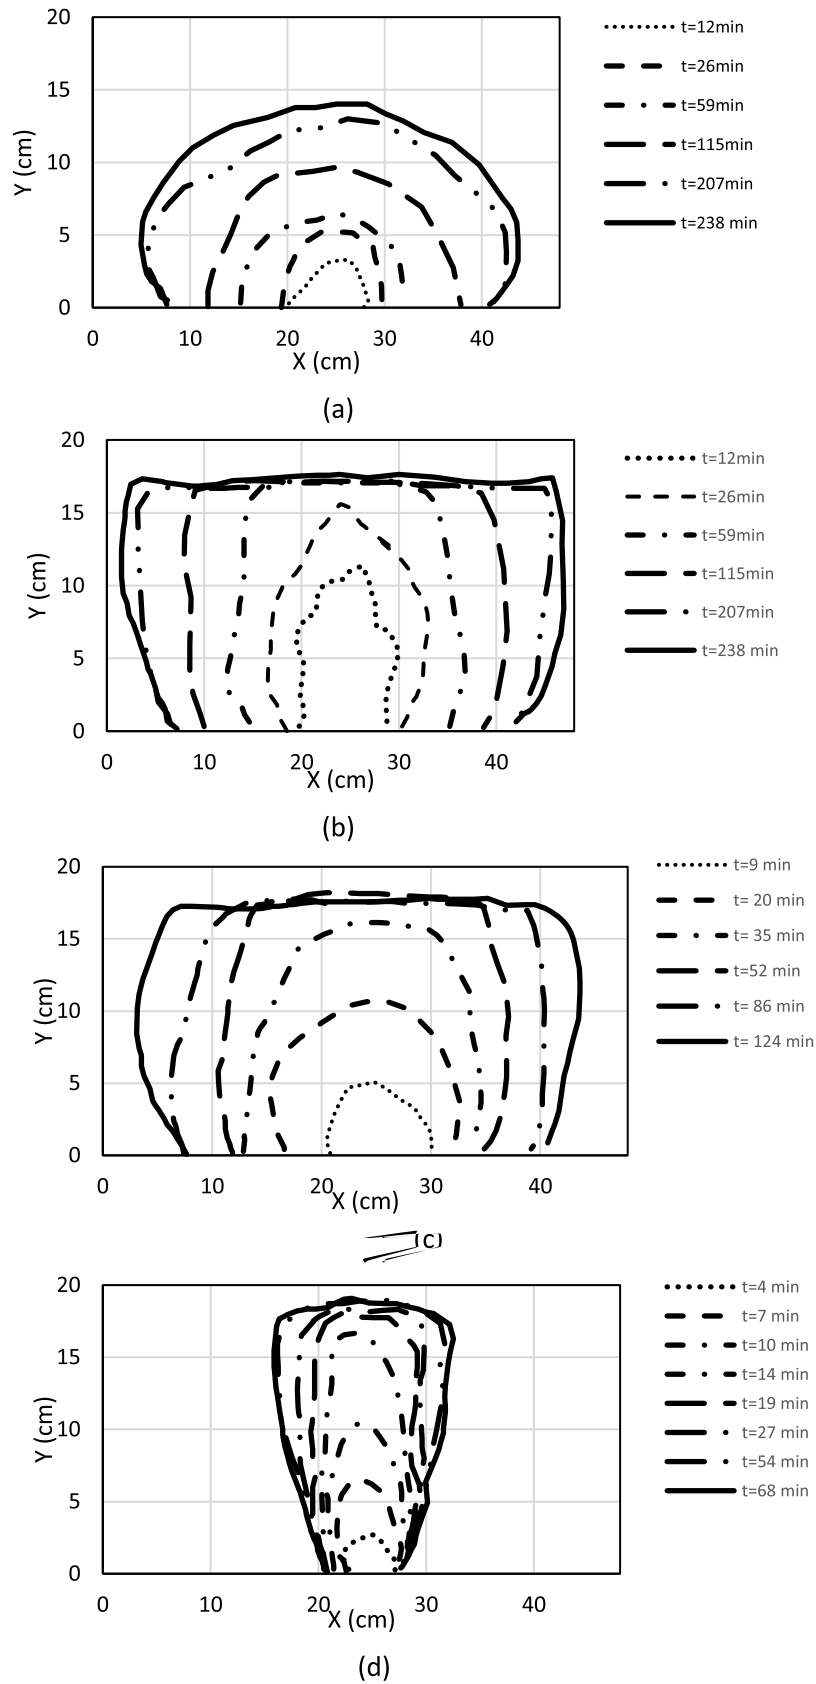 20
15
10
5
0
Y (cm)
0 10 20 30 40
X (cm)
t=12min
t=26min
t=59min
t=115min
t=207min
t=238 min
(a)
20
15
10
5
0
Y (cm)
0 10 20 30 40
X (cm)
t=12min
t=26min
t=59min
t=115min
t=207min
t=238 min
(b)
20
15
10
5
0
Y (cm)
0 10 20 30 40
X (cm)
t=9 min
t= 20 min
t= 35 min
t=52 min
t= 86 min
t= 124 min
(c)
20
15
10
5
0
Y (cm)
0 10 20 30 40
X (cm)
t=4 min
t=7 min
t=10 min
t=14 min
t=19 min
t=27 min
t=54 min
t=68 min
(d)